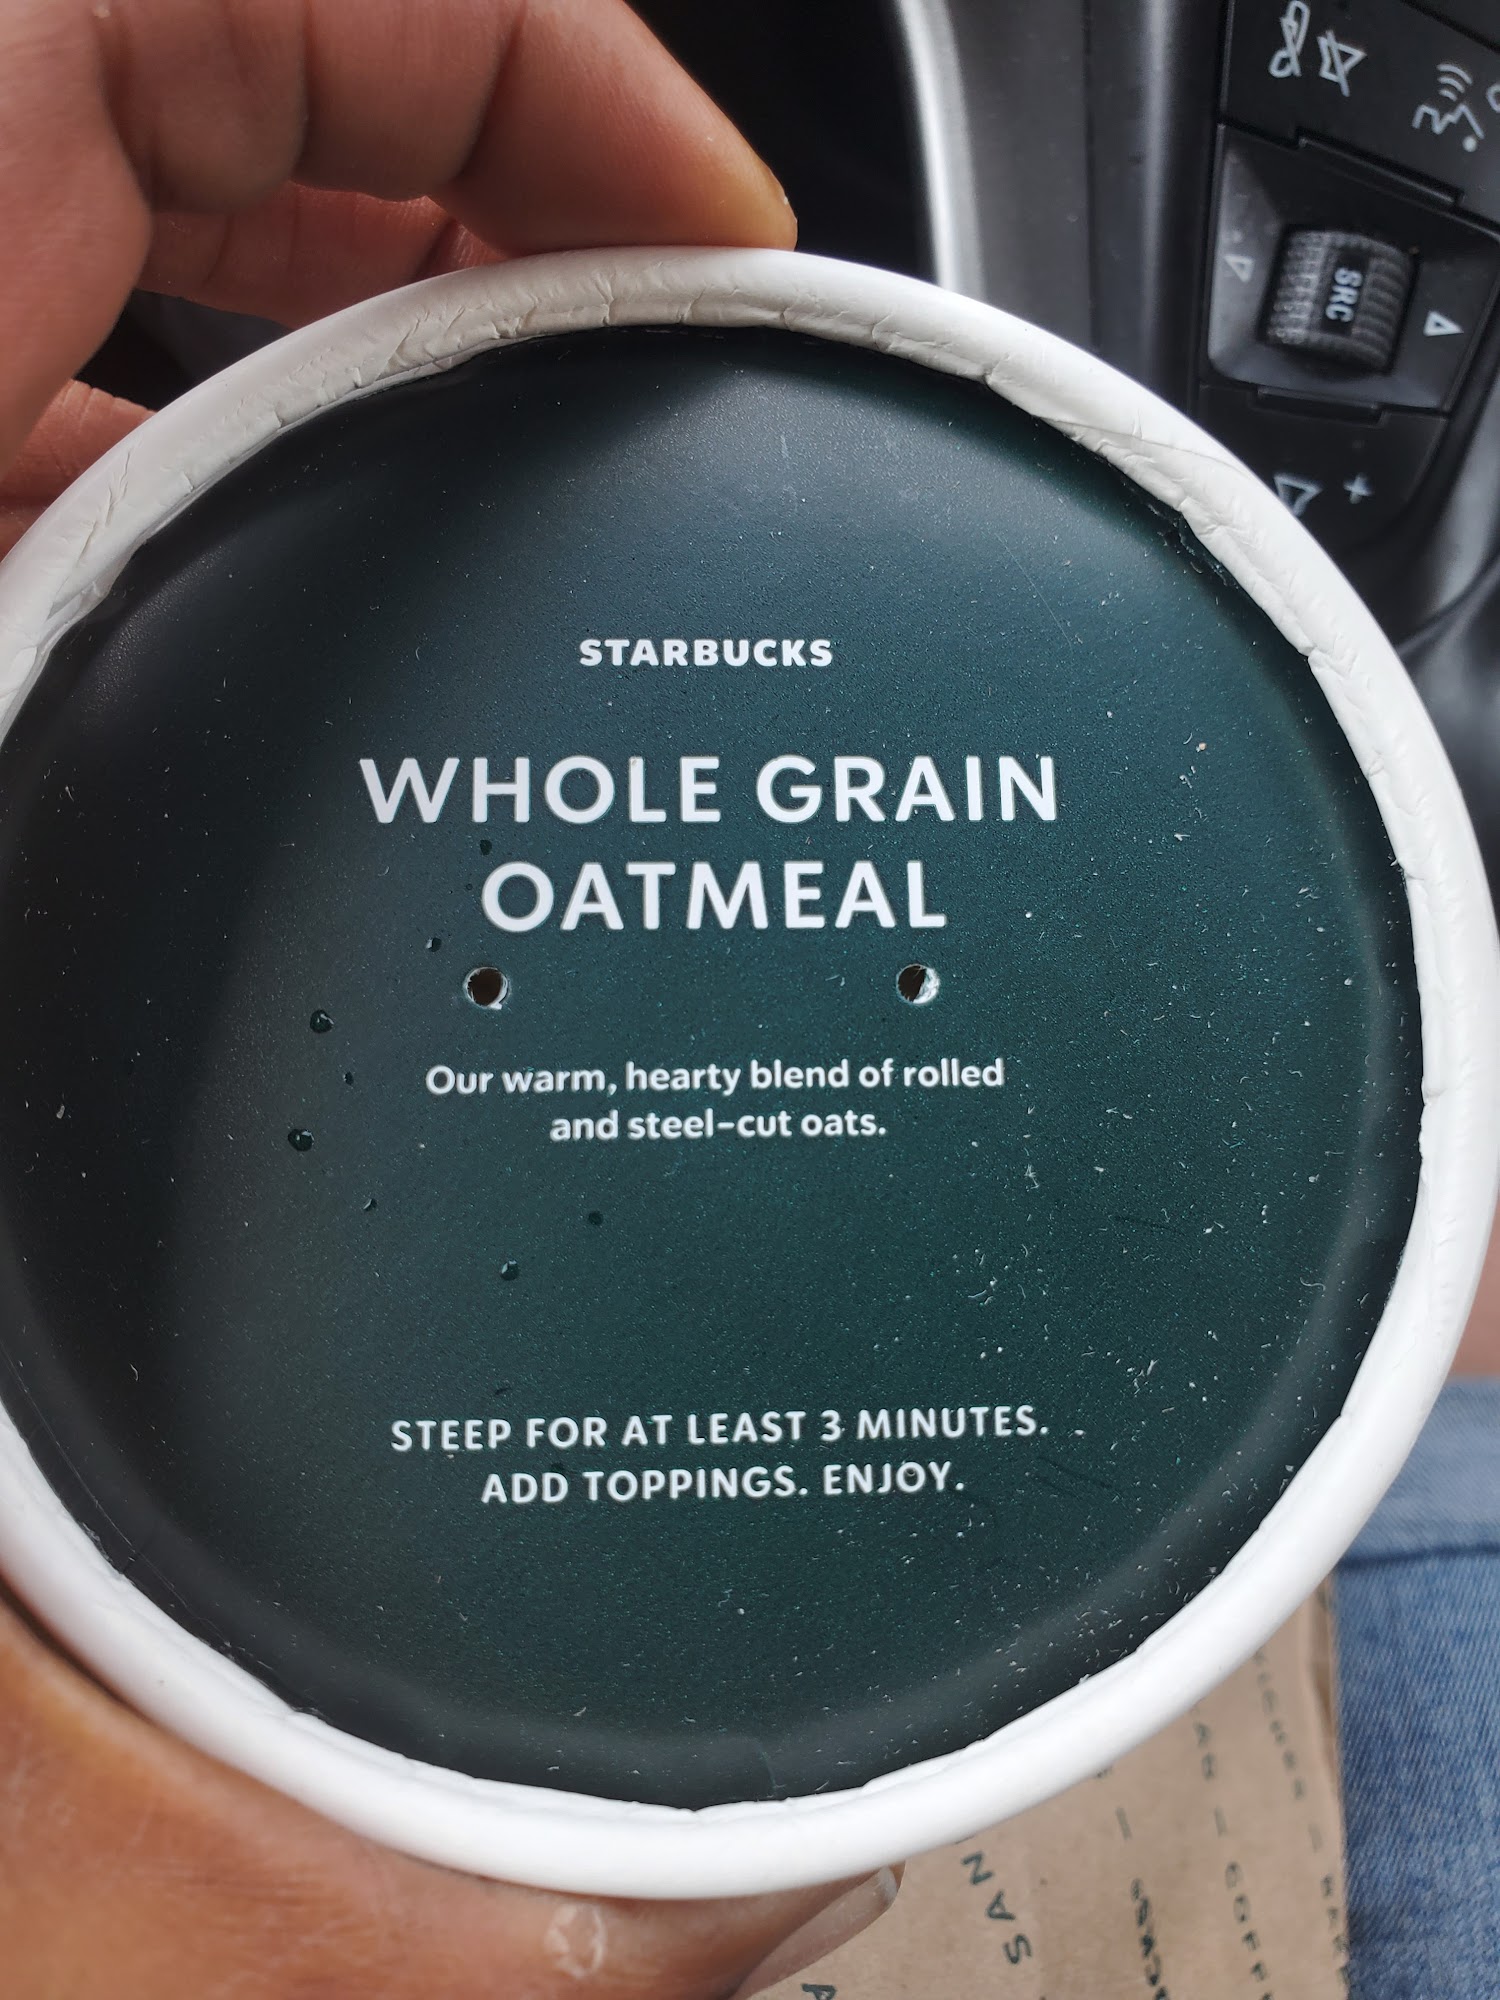 SRC
STARBUCKS
WHOLE GRAIN
OATMEAL
Our warm, hearty blend of rolled
and steel-cut oats.
STEEP FOR AT LEAST 3 MINUTES.
ADD TOPPINGS. ENJOY.